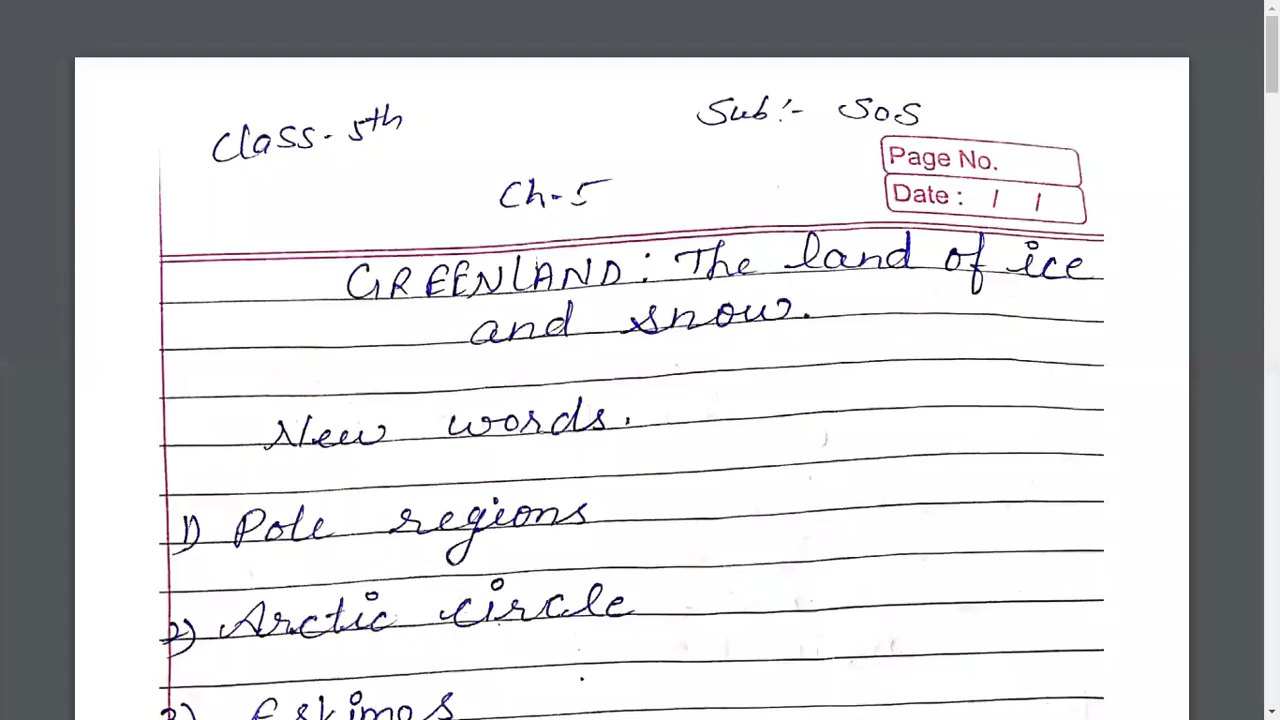 Class- 5th
Sub:- SoS
Page No.
Ch-5
Date : / /
GREENLAND: The land of ice
and snow.
New words.
1) Pole regions
2) Arctic circle
3) Eskimos